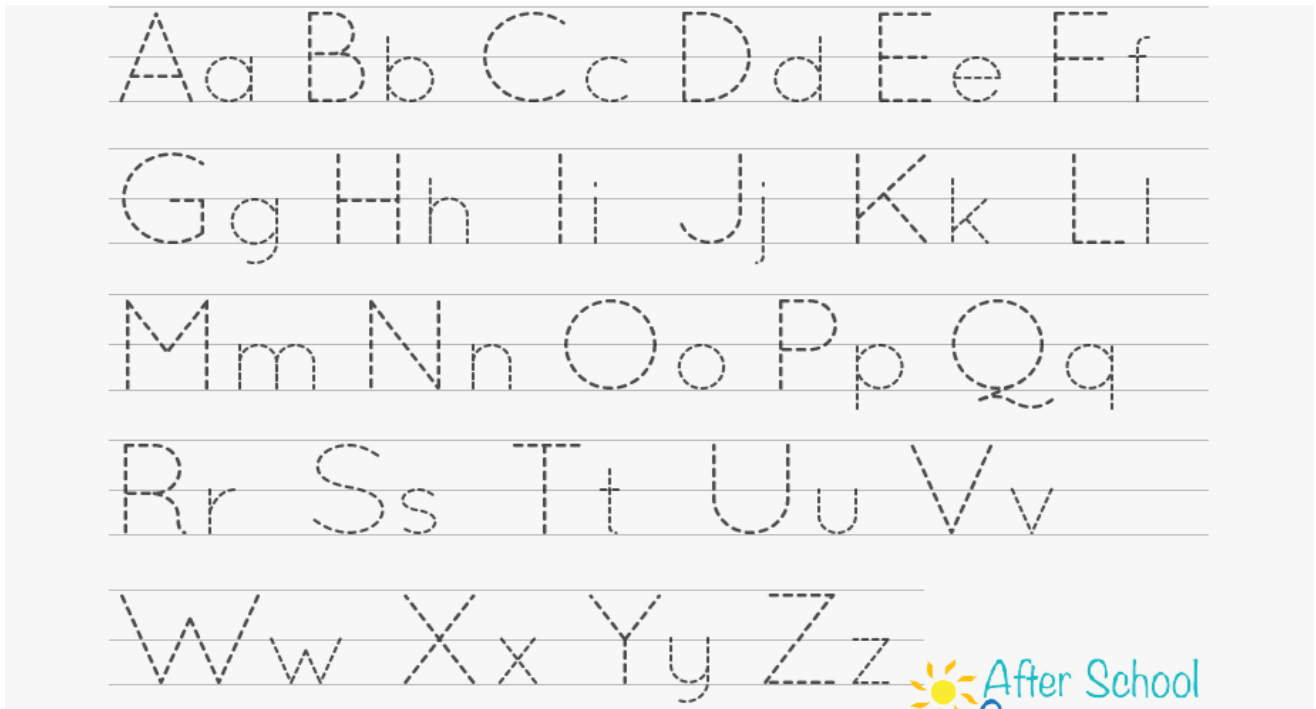 Aa Bb Cc Dd Ee Ff
Gg Hh Ii Jj Kk Ll
Mm Nn Oo Pp Qq
Rr Ss Tt Uu Vv
Ww Xx Yy Zz
After School